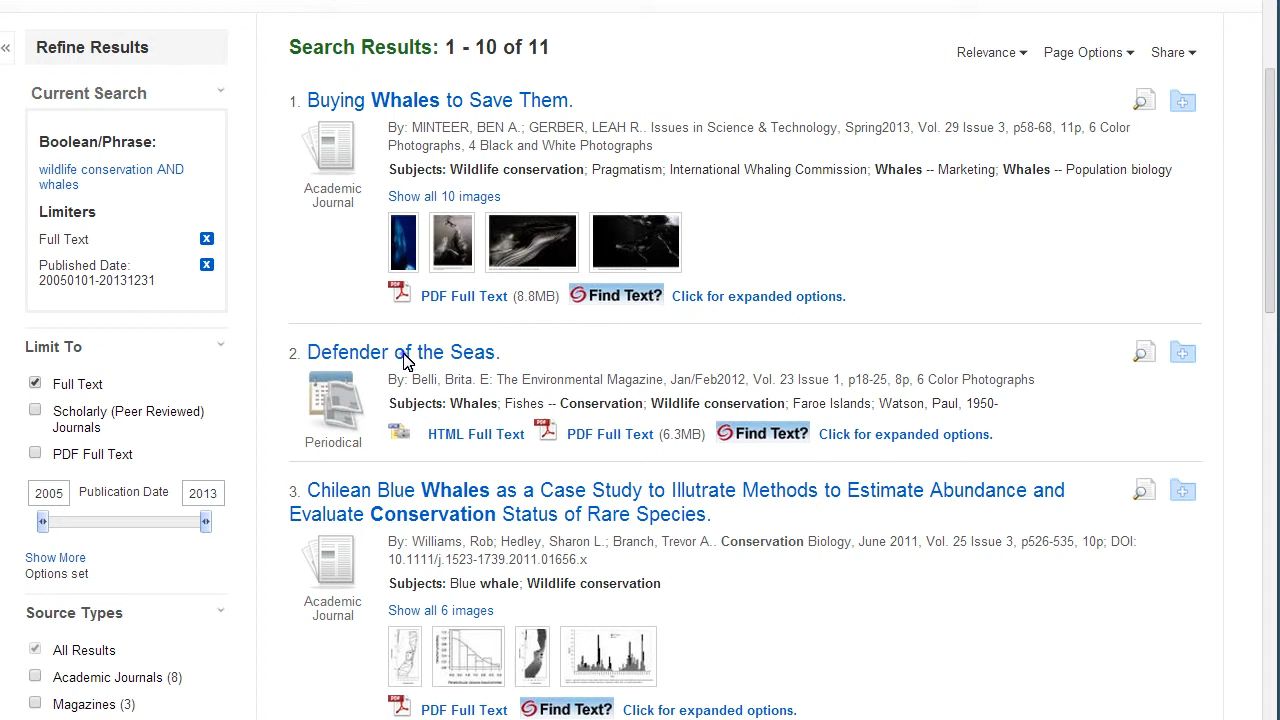 Refine Results
Current Search
Boolean/Phrase:
wildlife conservation AND
whales
Limiters
Full Text
Published Date:
20050101-20131231
Limit To
Full Text
Scholarly (Peer Reviewed)
Journals
PDF Full Text
2005 Publication Date 2013
Show More
Options set
Source Types
All Results
Academic Journals (8)
Magazines (3)
Search Results: 1 - 10 of 11
Relevance Page Options Share
1. Buying Whales to Save Them.
Academic
Journal
By: MINTEER, BEN A.; GERBER, LEAH R.. Issues in Science & Technology, Spring2013, Vol. 29 Issue 3, p58-68, 11p, 6 Color
Photographs, 4 Black and White Photographs
Subjects: Wildlife conservation; Pragmatism; International Whaling Commission; Whales -- Marketing; Whales -- Population biology
Show all 10 images
PDF Full Text (8.8MB) Find Text? Click for expanded options.
2. Defender of the Seas.
Periodical
By: Belli, Brita. E: The Environmental Magazine, Jan/Feb2012, Vol. 23 Issue 1, p18-25, 8p, 6 Color Photographs
Subjects: Whales; Fishes -- Conservation; Wildlife conservation; Faroe Islands; Watson, Paul, 1950-
HTML Full Text PDF Full Text (6.3MB) Find Text? Click for expanded options.
3. Chilean Blue Whales as a Case Study to Illutrate Methods to Estimate Abundance and
Evaluate Conservation Status of Rare Species.
Academic
Journal
By: Williams, Rob; Hedley, Sharon L.; Branch, Trevor A.. Conservation Biology, June 2011, Vol. 25 Issue 3, p526-535, 10p; DOI:
10.1111/j.1523-1739.2011.01656.x
Subjects: Blue whale; Wildlife conservation
Show all 6 images
PDF Full Text Find Text? Click for expanded options.